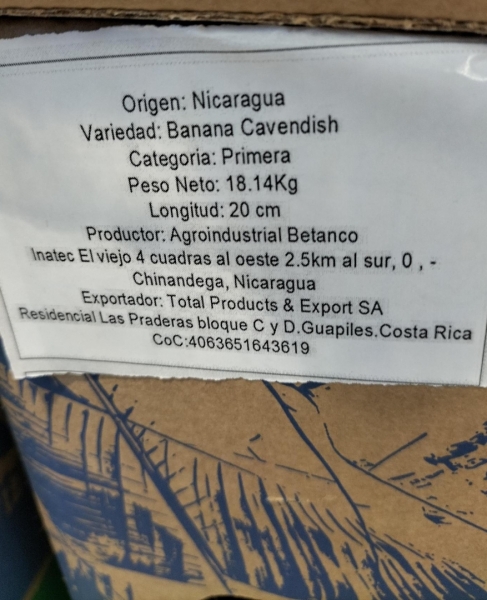 Origen: Nicaragua
Variedad: Banana Cavendish
Categoria: Primera
Peso Neto: 18.14Kg
Longitud: 20 cm
Productor: Agroindustrial Betanco
Inatec El viejo 4 cuadras al oeste 2.5km al sur, 0 , -
Chinandega, Nicaragua
Exportador: Total Products & Export SA
Residencial Las Praderas bloque C y D.Guapiles.Costa Rica
CoC:4063651643619